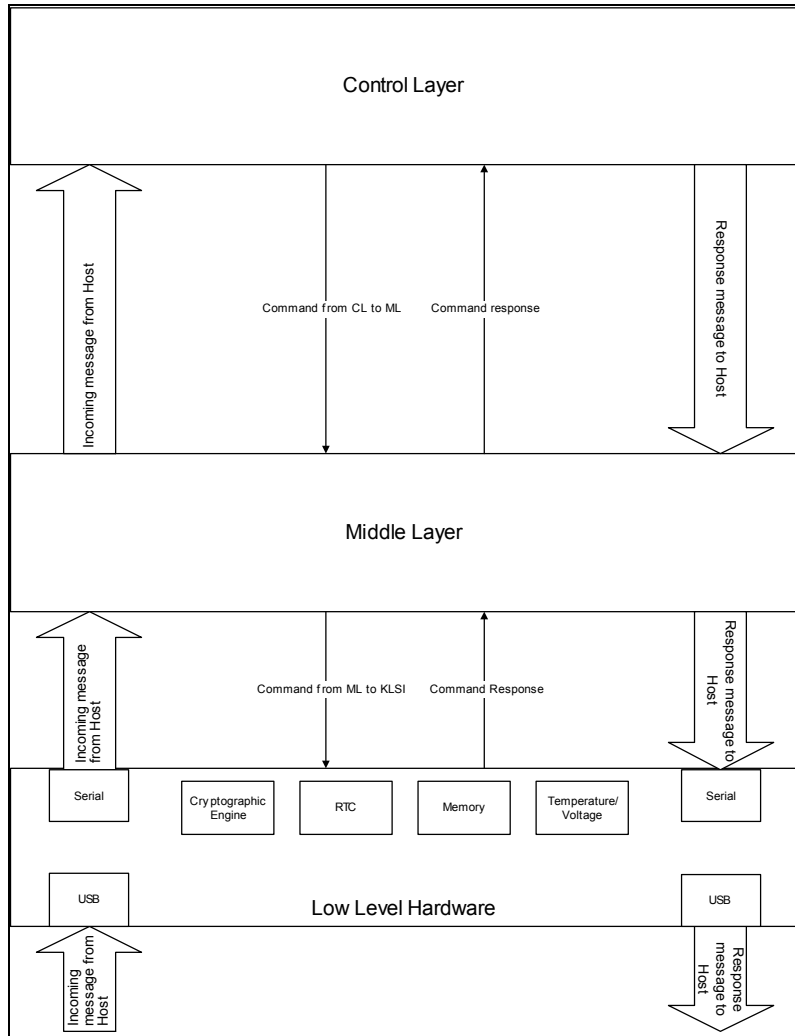 Control Layer
Incoming message from Host
Command from CL to ML
Command response
Response message to Host
Middle Layer
Incoming message
from Host
Command from ML to KLSI
Command Response
Response message to
Host
Serial
Cryptographic
Engine
RTC
Memory
Temperature/
Voltage
Serial
USB
Low Level Hardware
USB
Incoming
message from
Host
Response
message to
Host